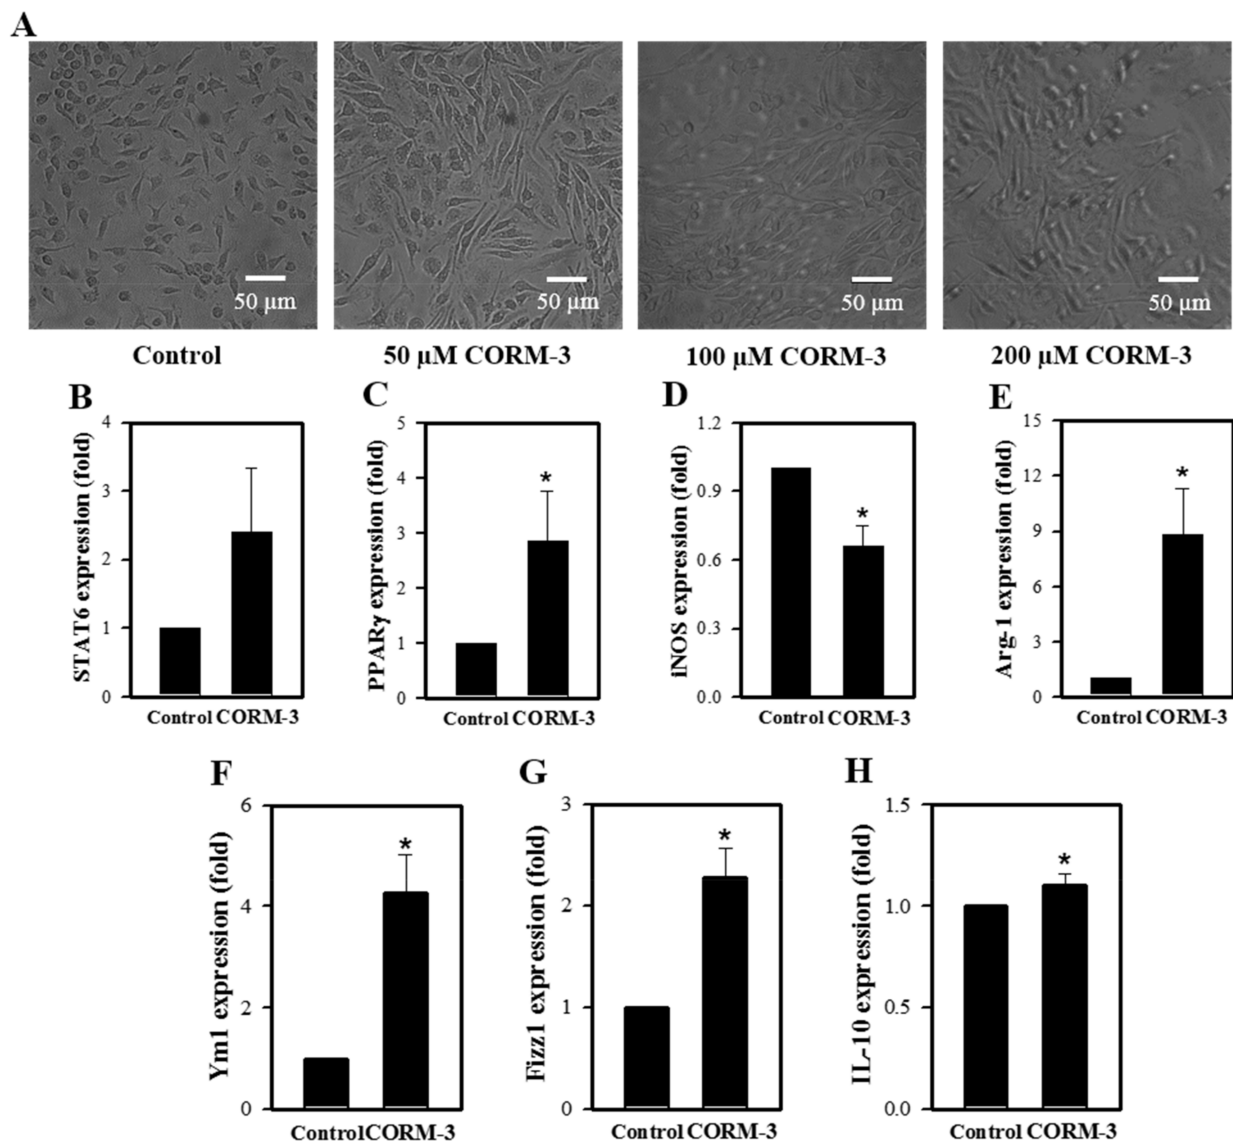 A
50 μm
50 μm
50 μm
50 μm
Control
50 μM CORM-3
100 μM CORM-3
200 μM CORM-3
B
STAT6 expression (fold)
4
3
2
1
0
Control CORM-3
C
PPARγ expression (fold)
5
4
3
2
1
0
*
Control CORM-3
D
iNOS expression (fold)
1.2
0.9
0.6
0.3
0.0
*
Control CORM-3
E
Arg-1 expression (fold)
15
12
9
6
3
0
*
Control CORM-3
F
Ym1 expression (fold)
6
4
2
0
*
ControlCORM-3
G
Fizz1 expression (fold)
3
2
1
0
*
Control CORM-3
H
IL-10 expression (fold)
1.5
1.0
0.5
0.0
*
Control CORM-3